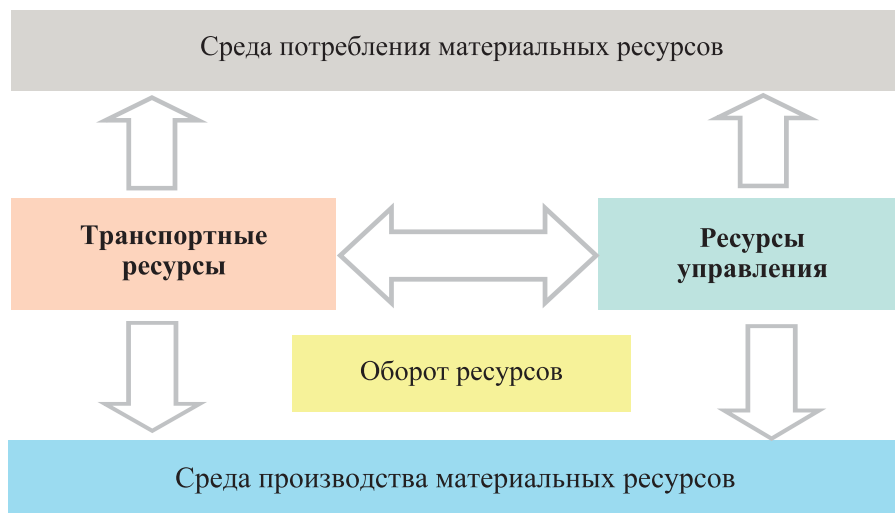 Среда потребления материальных ресурсов
Транспортные
ресурсы
Ресурсы
управления
Оборот ресурсов
Среда производства материальных ресурсов